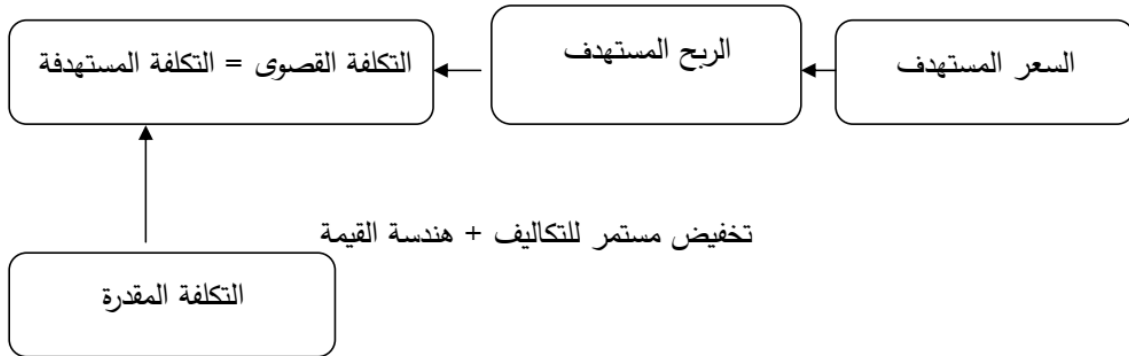 السعر المستهدف
الربح المستهدف
التكلفة القصوى = التكلفة المستهدفة
تخفيض مستمر للتكاليف + هندسة القيمة
التكلفة المقدرة